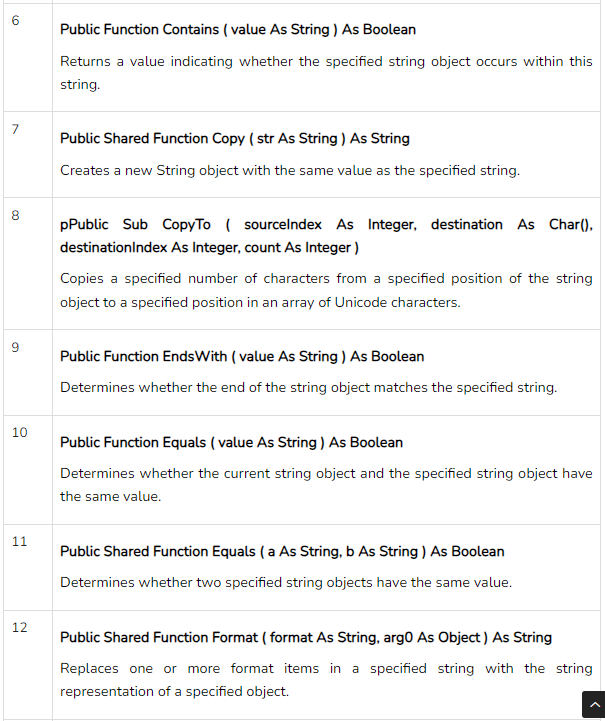 6
Public Function Contains ( value As String ) As Boolean
Returns a value indicating whether the specified string object occurs within this
string.
7
Public Shared Function Copy ( str As String ) As String
Creates a new String object with the same value as the specified string.
8
pPublic Sub CopyTo ( sourceIndex As Integer, destination As Char(),
destinationIndex As Integer, count As Integer )
Copies a specified number of characters from a specified position of the string
object to a specified position in an array of Unicode characters.
9
Public Function EndsWith ( value As String ) As Boolean
Determines whether the end of the string object matches the specified string.
10
Public Function Equals ( value As String ) As Boolean
Determines whether the current string object and the specified string object have
the same value.
11
Public Shared Function Equals ( a As String, b As String ) As Boolean
Determines whether two specified string objects have the same value.
12
Public Shared Function Format ( format As String, arg0 As Object ) As String
Replaces one or more format items in a specified string with the string
representation of a specified object.